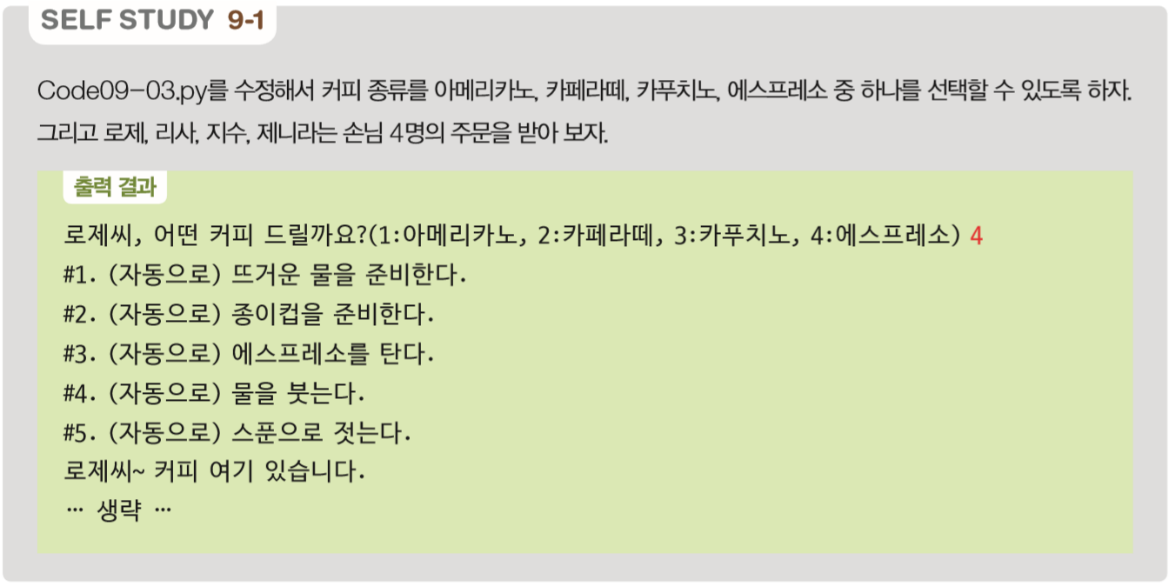 SELF STUDY 9-1
Code09-03.py를 수정해서 커피 종류를 아메리카노, 카페라떼, 카푸치노, 에스프레소 중 하나를 선택할 수 있도록 하자.
그리고 로제, 리사, 지수, 제니라는 손님 4명의 주문을 받아 보자.
출력 결과
로제씨, 어떤 커피 드릴까요?(1:아메리카노, 2:카페라떼, 3:카푸치노, 4:에스프레소) 4
#1. (자동으로) 뜨거운 물을 준비한다.
#2. (자동으로) 종이컵을 준비한다.
#3. (자동으로) 에스프레소를 탄다.
#4. (자동으로) 물을 붓는다.
#5. (자동으로) 스푼으로 젓는다.
로제씨~ 커피 여기 있습니다.
… 생략 …